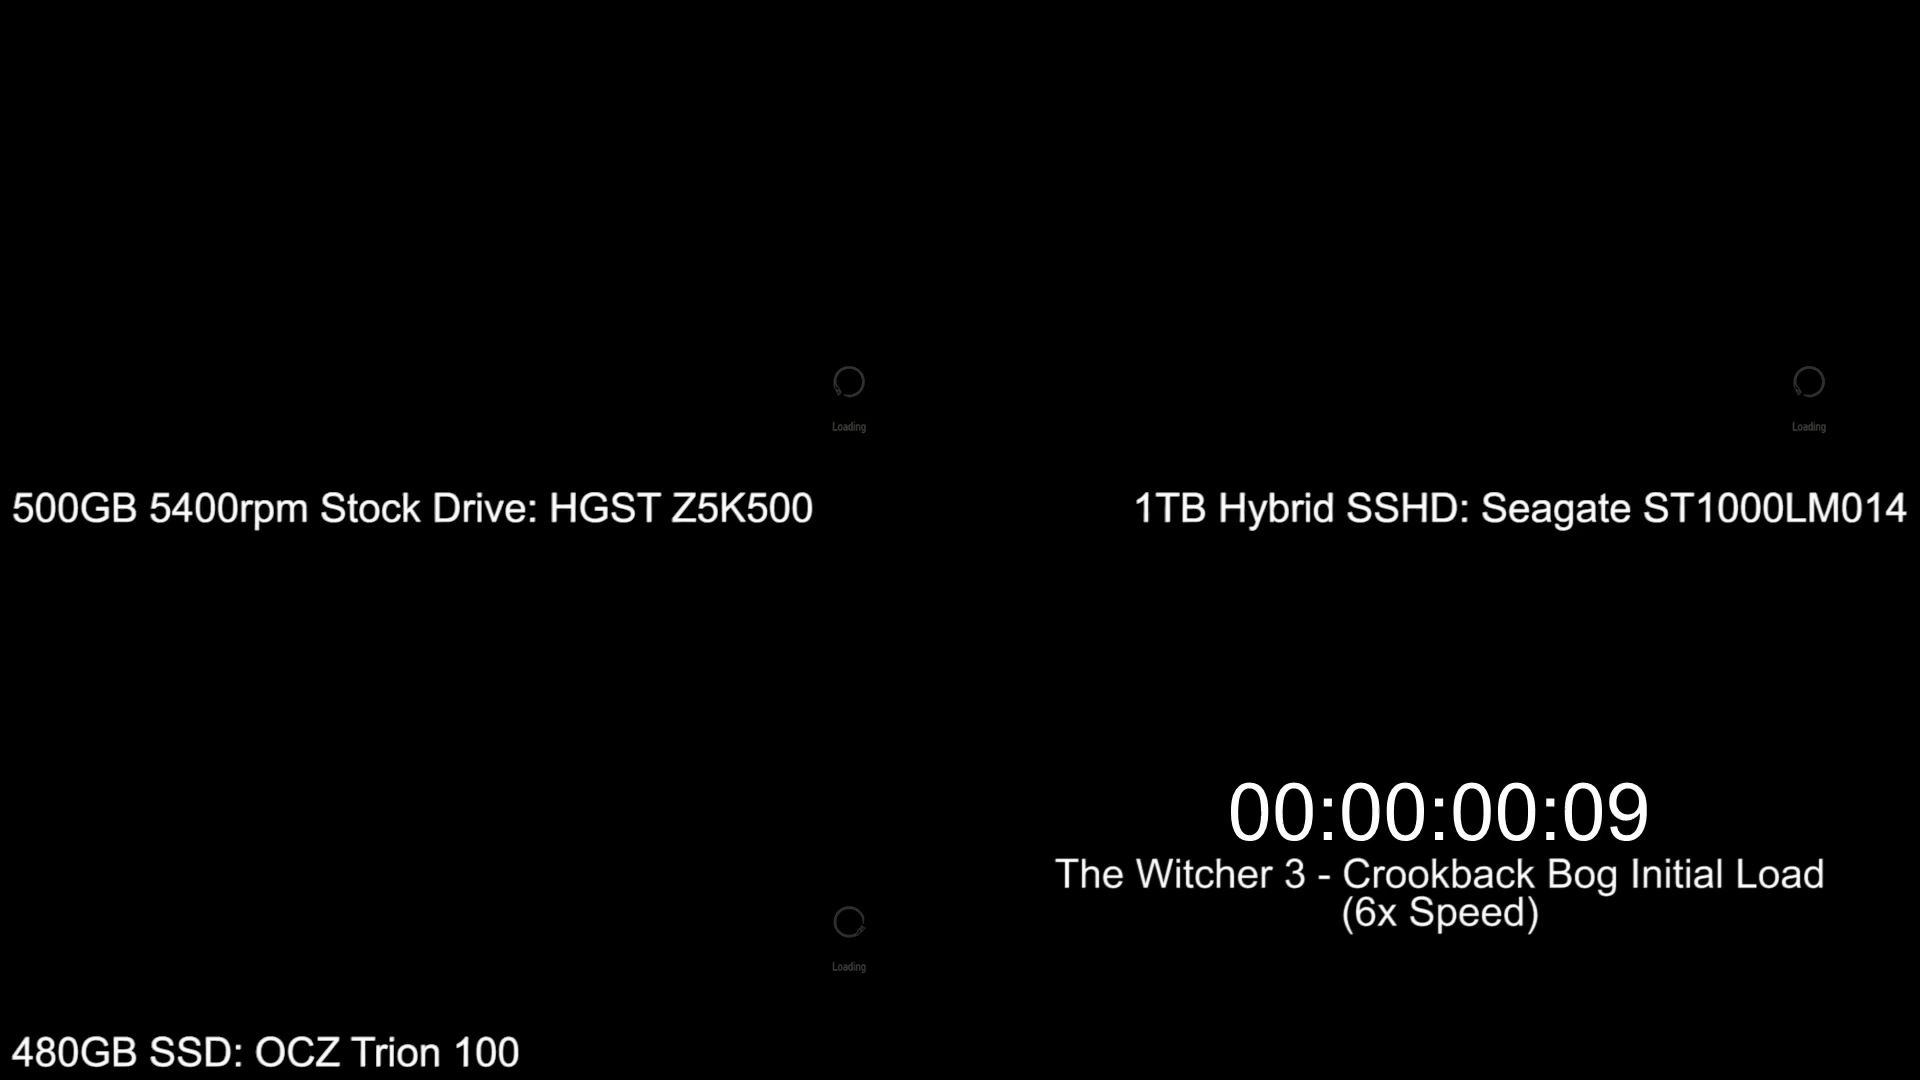 Loading
Loading
500GB 5400rpm Stock Drive: HGST Z5K500
1TB Hybrid SSHD: Seagate ST1000LM014
00:00:00:09
The Witcher 3 - Crookback Bog Initial Load
(6x Speed)
Loading
480GB SSD: OCZ Trion 100